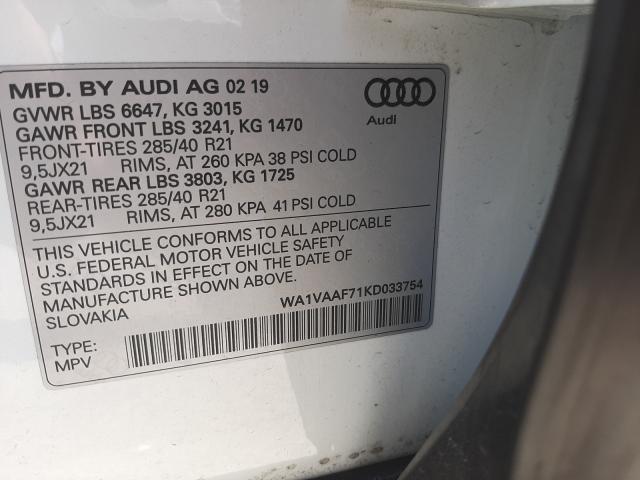 MFD. BY AUDI AG 02 19
GVWR LBS 6647, KG 3015
GAWR FRONT LBS 3241, KG 1470
FRONT-TIRES 285/40 R21
9,5JX21 RIMS, AT 260 KPA 38 PSI COLD
GAWR REAR LBS 3803, KG 1725
REAR-TIRES 285/40 R21
9,5JX21 RIMS, AT 280 KPA 41 PSI COLD
Audi
THIS VEHICLE CONFORMS TO ALL APPLICABLE
U.S. FEDERAL MOTOR VEHICLE SAFETY
STANDARDS IN EFFECT ON THE DATE OF
MANUFACTURE SHOWN ABOVE.
SLOVAKIA
WA1VAAF71KD033754
TYPE:
MPV